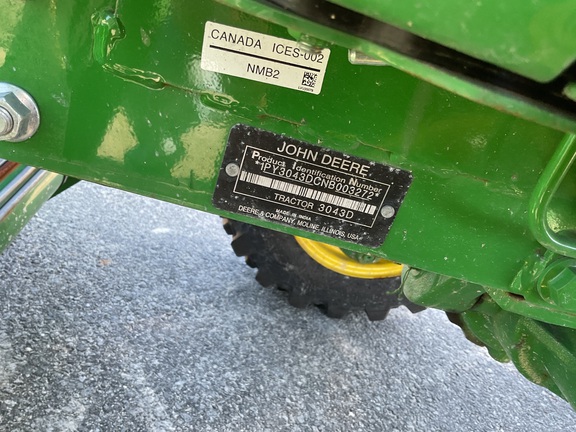 CANADA ICES-002
NMB2
JOHN DEERE
Product Identification Number
*1PY3043DCNB003272*
TRACTOR 3043D
MADE IN INDIA
DEERE & COMPANY, MOLINE, ILLINOIS, USA